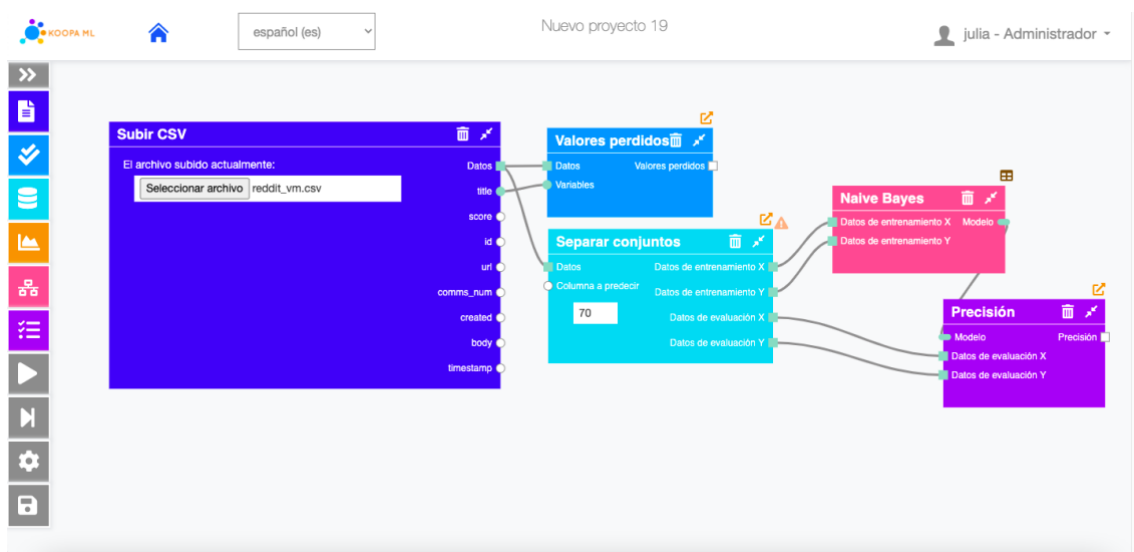 KOOPA ML
español (es)
Nuevo proyecto 19
julia - Administrador
Subir CSV
El archivo subido actualmente:
Seleccionar archivo reddit_vm.csv
Datos
title
score
id
url
comms_num
created
body
timestamp
Valores perdidos
Datos Valores perdidos
Variables
Separar conjuntos
Datos Datos de entrenamiento X
Columna a predecir Datos de entrenamiento Y
70 Datos de evaluación X
Datos de evaluación Y
Naive Bayes
Datos de entrenamiento X Modelo
Datos de entrenamiento Y
Precisión
Modelo Precisión
Datos de evaluación X
Datos de evaluación Y